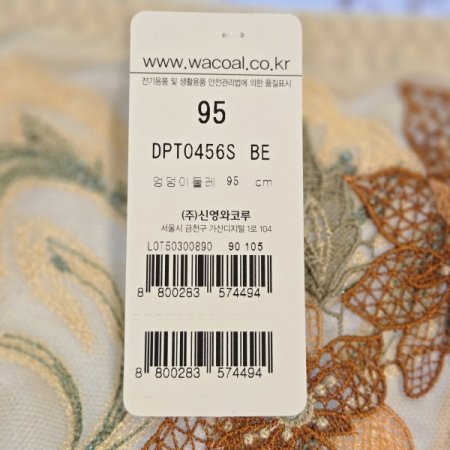 www.wacoal.co.kr
전기용품 및 생활용품 안전관리법에 의한 품질표시
95
DPT0456S BE
엉덩이둘레 95 cm
(주)신영와코루
서울시 금천구 가산디지털 1로 104
LOT50300890 90 105
8 800283 574494
8 800283 574494